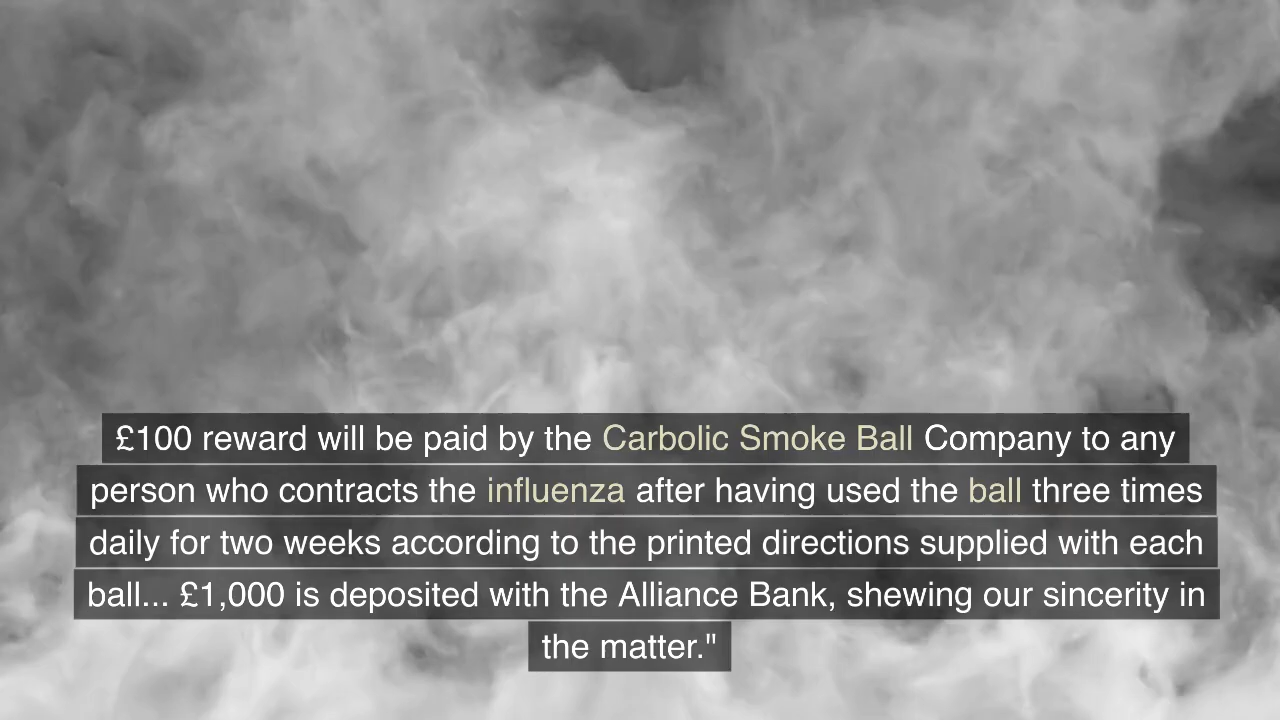 £100 reward will be paid by the Carbolic Smoke Ball Company to any
person who contracts the influenza after having used the ball three times
daily for two weeks according to the printed directions supplied with each
ball... £1,000 is deposited with the Alliance Bank, shewing our sincerity in
the matter."